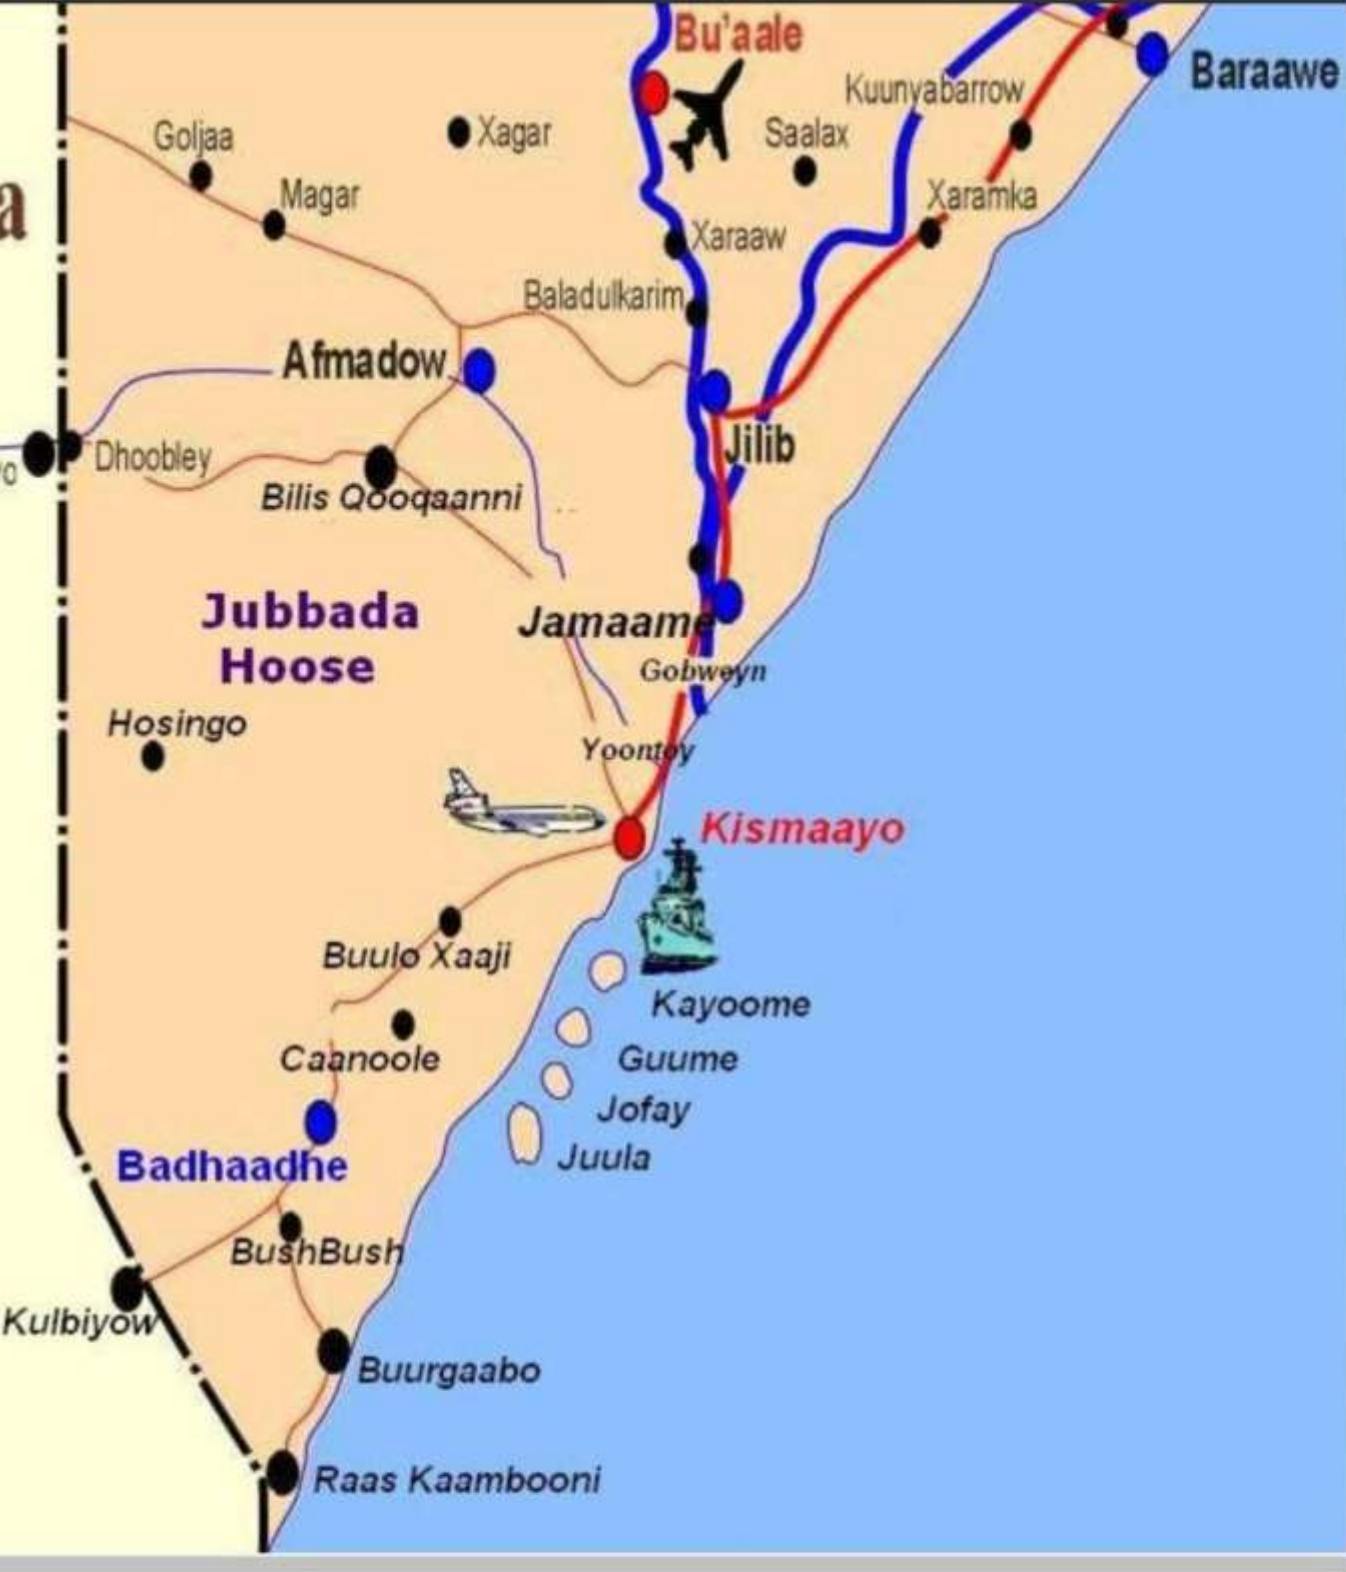 Bu'aale
Baraawe
Kuunyabarrow
Goljaa
Xagar
Saalax
Magar
Xaramka
a
Xaraaw
Baladulkarim
Afmadow
Jilib
Dhoobley
yo
Bilis Qooqaanni
Jubbada
Hoose
Jamaame
Gobweyn
Hosingo
Yoontoy
Kismaayo
Buulo Xaaji
Kayoome
Caanoole
Guume
Jofay
Badhaadhe
Juula
BushBush
Kulbiyow
Buurgaabo
Raas Kaambooni